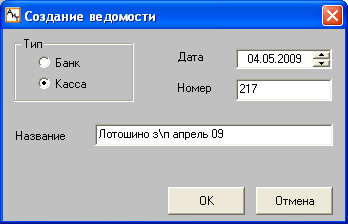 Создание ведомости
Тип
Банк
Касса
Дата
04.05.2009
Номер
217
Название
Лотошино з\п апрель 09
OK
Отмена